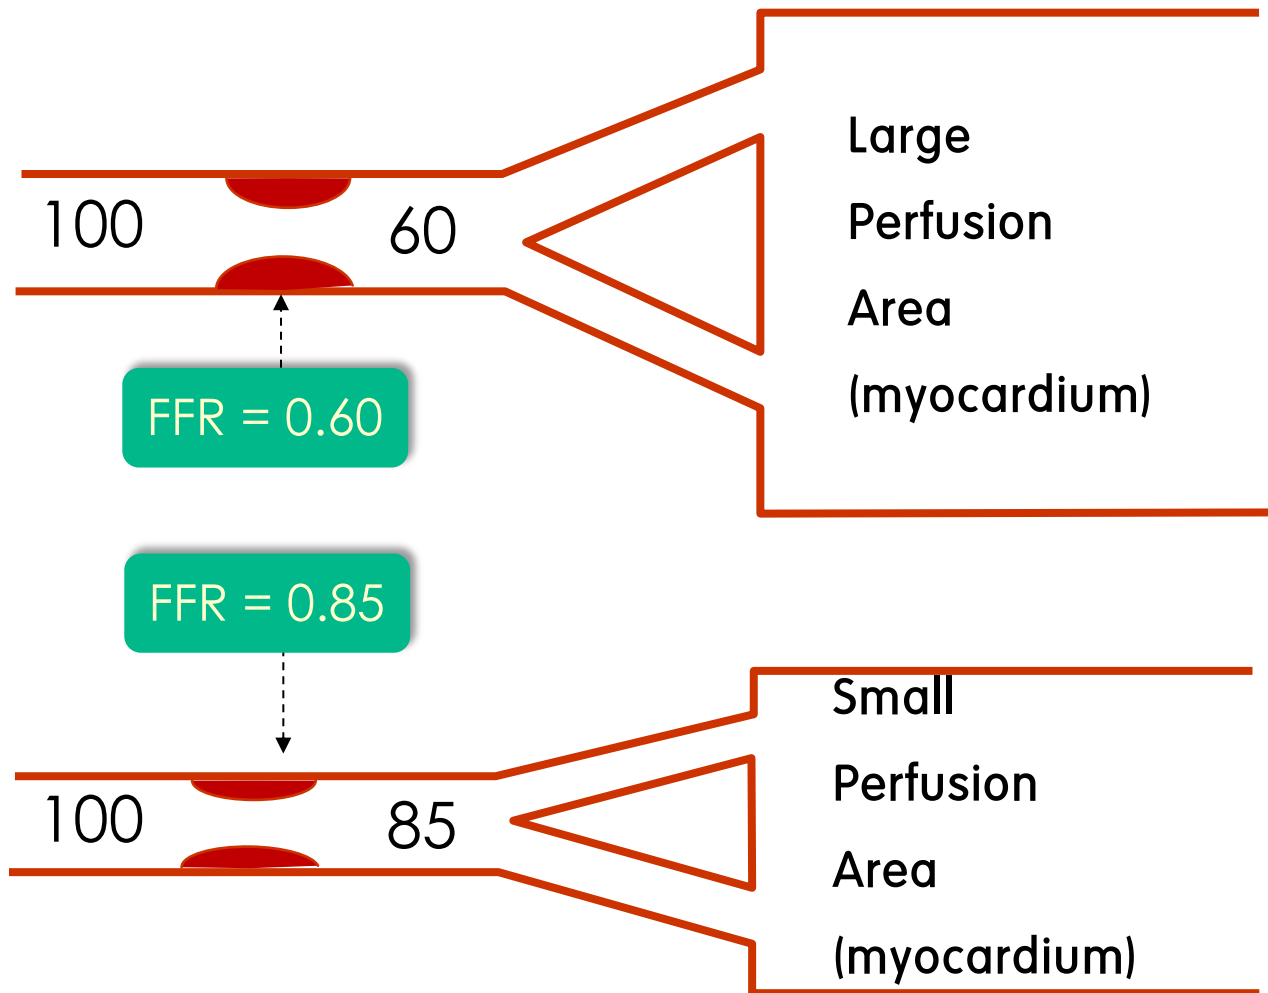 100
60
FFR = 0.60
Large
Perfusion
Area
(myocardium)
FFR = 0.85
100
85
Small
Perfusion
Area
(myocardium)